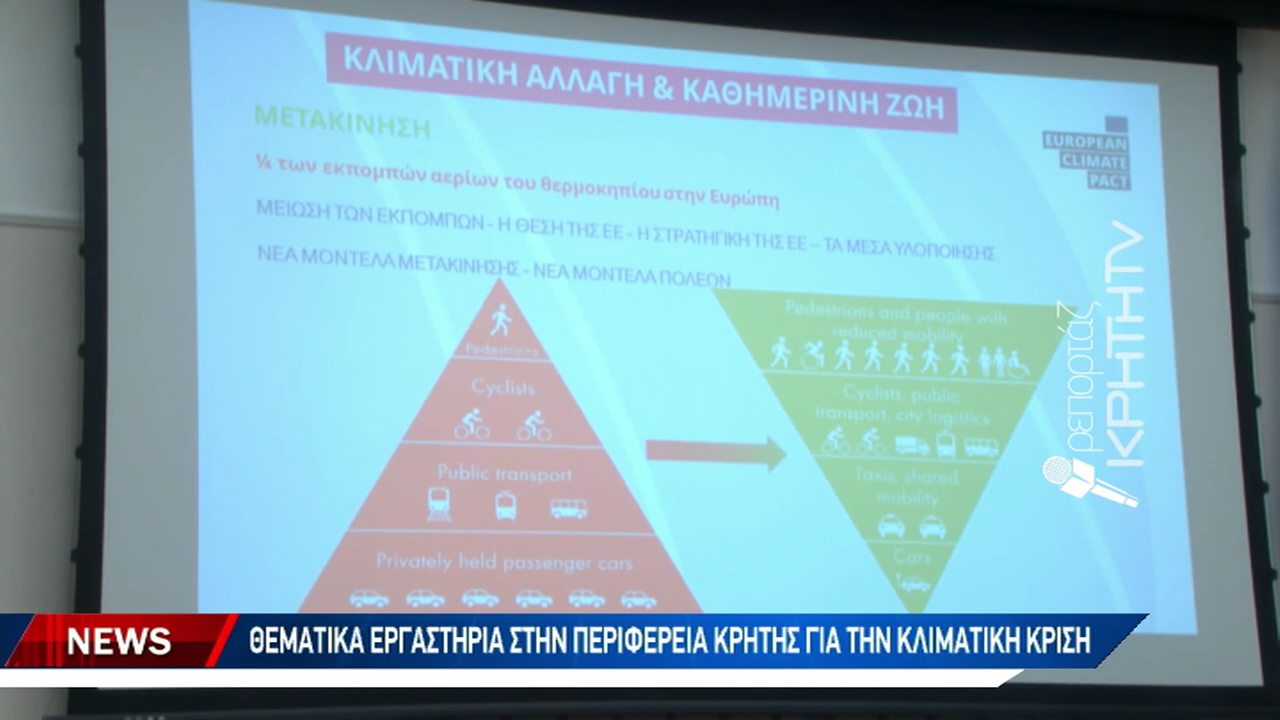 ΚΛΙΜΑΤΙΚΗ ΑΛΛΑΓΗ & ΚΑΘΗΜΕΡΙΝΗ ΖΩΗ
ΜΕΤΑΚΙΝΗΣΗ
EUROPEAN
CLIMATE
PACT
¼ των εκπομπών αερίων του θερμοκηπίου στην Ευρώπη
ΜΕΙΩΣΗ ΤΩΝ ΕΚΠΟΜΠΩΝ - Η ΘΕΣΗ ΤΗΣ ΕΕ - Η ΣΤΡΑΤΗΓΙΚΗ ΤΗΣ ΕΕ – ΤΑ ΜΕΣΑ ΥΛΟΠΟΙΗΣΗΣ
ΝΕΑ ΜΟΝΤΕΛΑ ΜΕΤΑΚΙΝΗΣΗΣ - ΝΕΑ ΜΟΝΤΕΛΑ ΠΟΛΕΩΝ
Pedestrians
Cyclists
Public transport
Privately held passenger cars
Pedestrians and people with
reduced mobility
Cyclists, public
transport, city logistics
Taxis, shared
mobility
Cars
ρεπορτάζ
ΚΡΗΤΗ TV
NEWS
ΘΕΜΑΤΙΚΑ ΕΡΓΑΣΤΗΡΙΑ ΣΤΗΝ ΠΕΡΙΦΕΡΕΙΑ ΚΡΗΤΗΣ ΓΙΑ ΤΗΝ ΚΛΙΜΑΤΙΚΗ ΚΡΙΣΗ